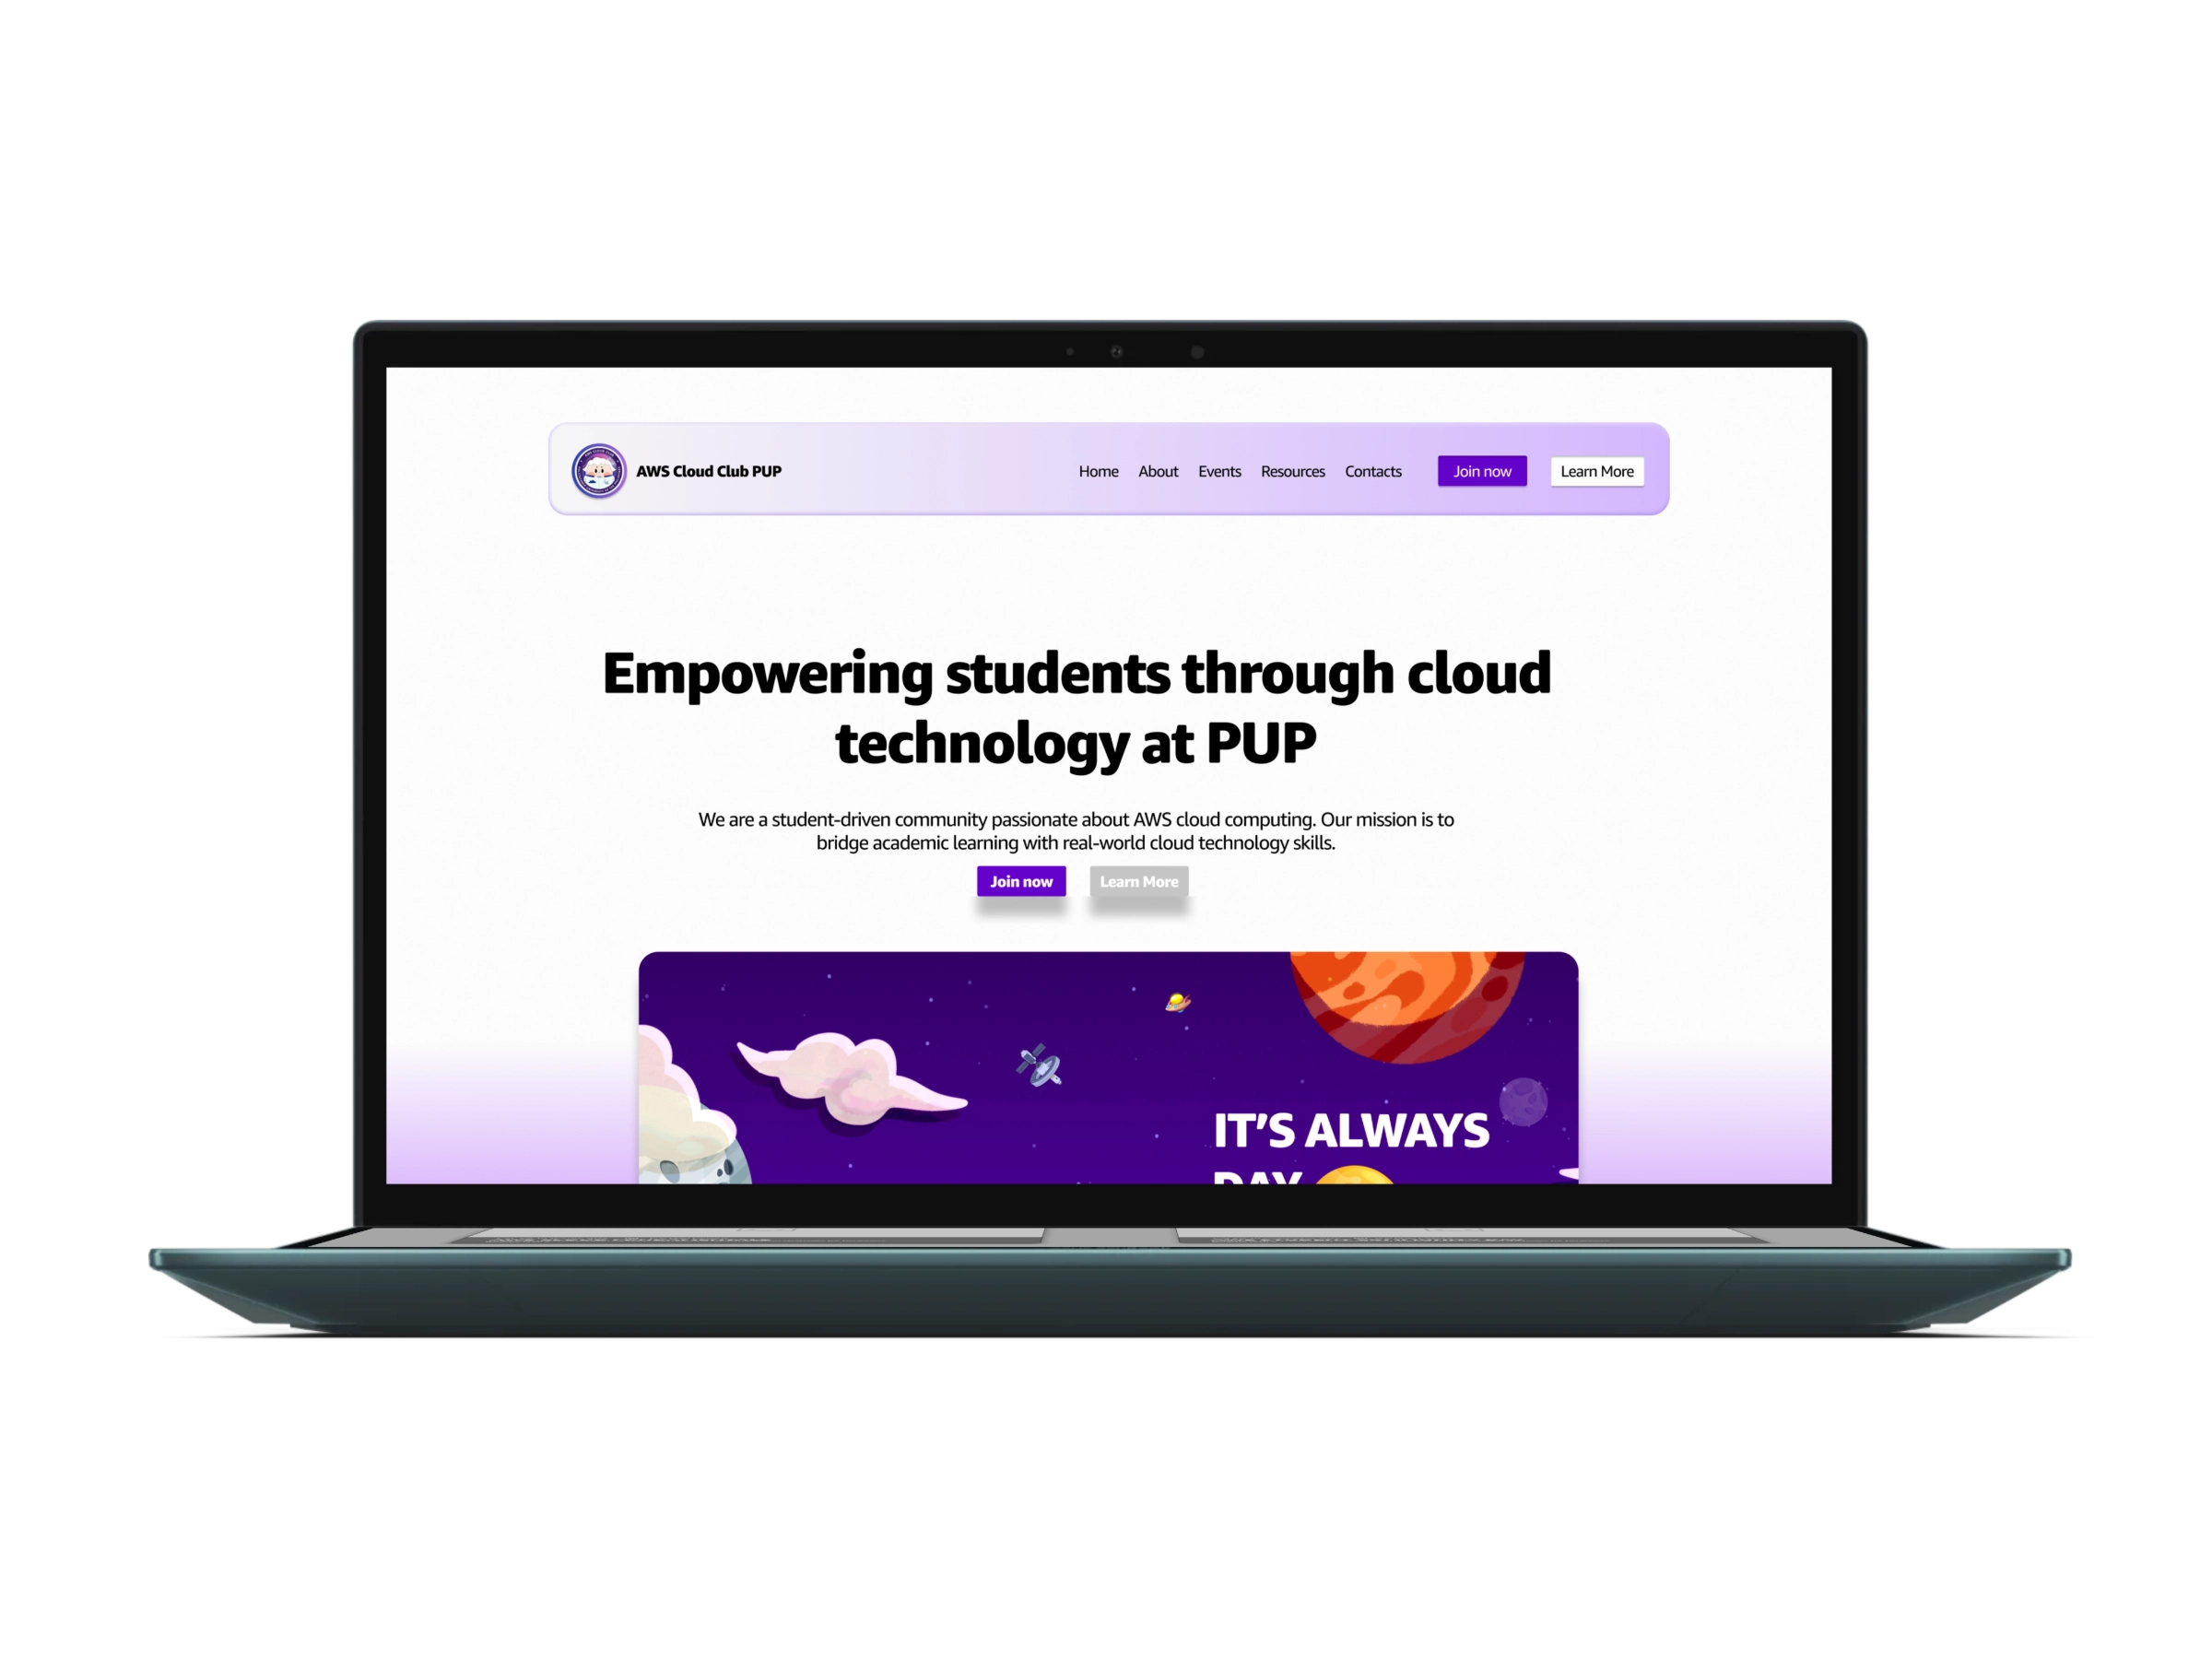 AWS Cloud Club PUP
Home About Events Resources Contacts Join now Learn More
Empowering students through cloud
technology at PUP
We are a student-driven community passionate about AWS cloud computing. Our mission is to
bridge academic learning with real-world cloud technology skills.
Join now Learn More
IT'S ALWAYS
DAY